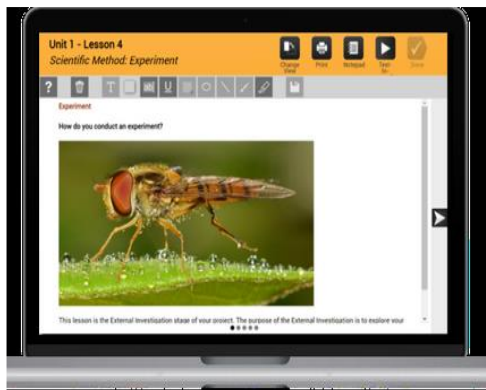 Unit 1 - Lesson 4
Scientific Method: Experiment
Change View
Print
Notepad
Text-to-
Done
?
T
U
Experiment
How do you conduct an experiment?
This lesson is the External Investigation stage of your project. The purpose of the External Investigation is to explore your